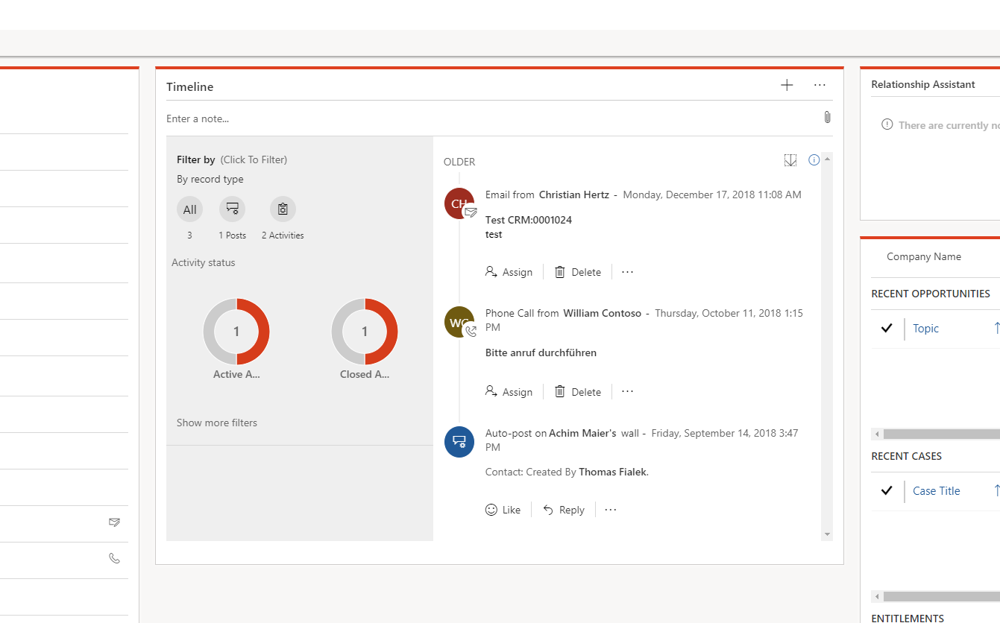 Timeline
Enter a note...
Filter by (Click To Filter)
By record type
All
3
1 Posts
2 Activities
Activity status
1
Active A...
1
Closed A...
Show more filters
OLDER
CH
Email from Christian Hertz - Monday, December 17, 2018 11:08 AM
Test CRM:0001024
test
Assign
Delete
Phone Call from William Contoso - Thursday, October 11, 2018 1:15
PM
Bitte anruf durchführen
Assign
Delete
Auto-post on Achim Maier's wall - Friday, September 14, 2018 3:47
PM
Contact: Created By Thomas Fialek.
Like
Reply
Relationship Assistant
There are currently
Company Name
RECENT OPPORTUNITIES
Topic
RECENT CASES
Case Title
ENTITLEMENTS